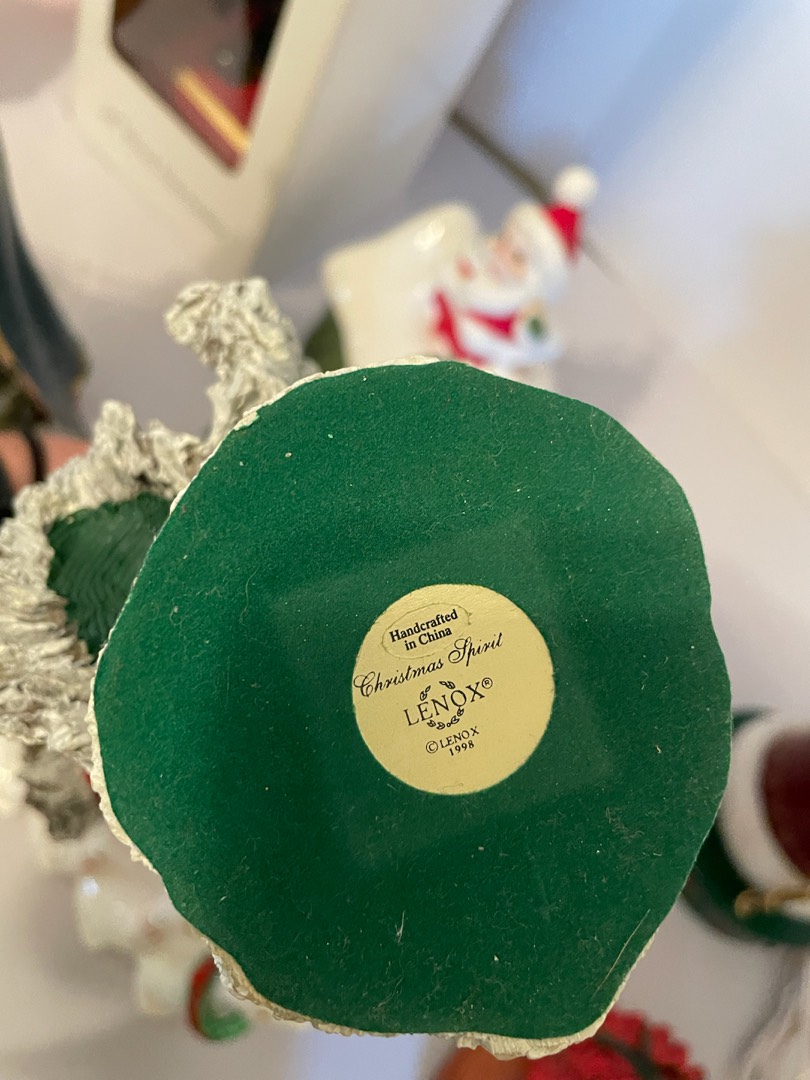 Handcrafted
in China
Christmas Spirit
LENOX®
©LENOX
1998